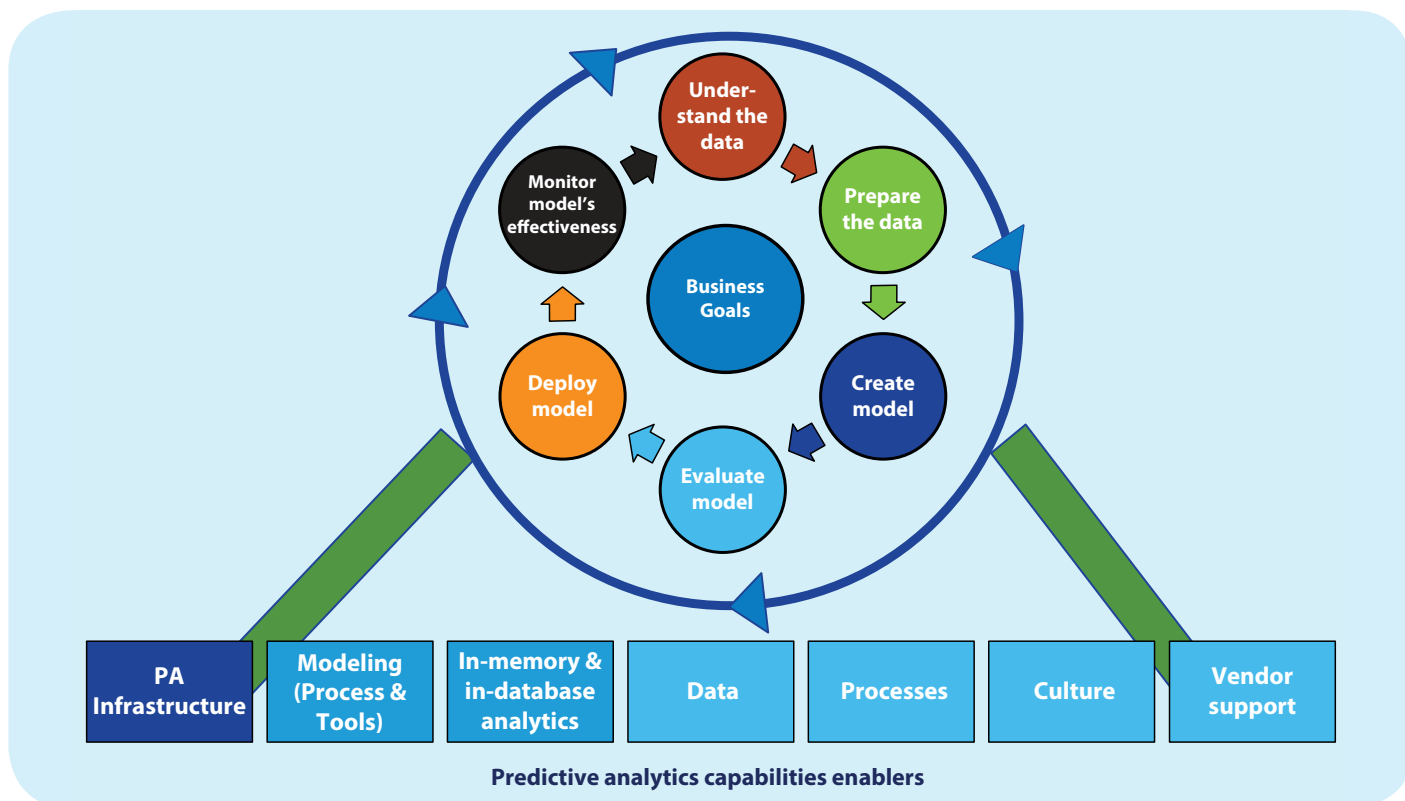 Under-
stand the
data
Prepare
the data
Create
model
Evaluate
model
Deploy
model
Monitor
model’s
effectiveness
Business
Goals
PA
Infrastructure
Modeling
(Process &
Tools)
In-memory &
in-database
analytics
Data
Processes
Culture
Vendor
support
Predictive analytics capabilities enablers